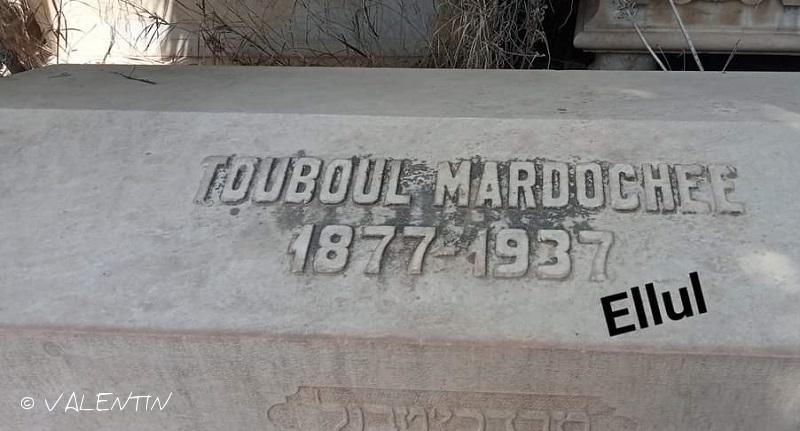 TOUBOUL MARDOCHEE
1877-1937
Ellul
© VALENTIN